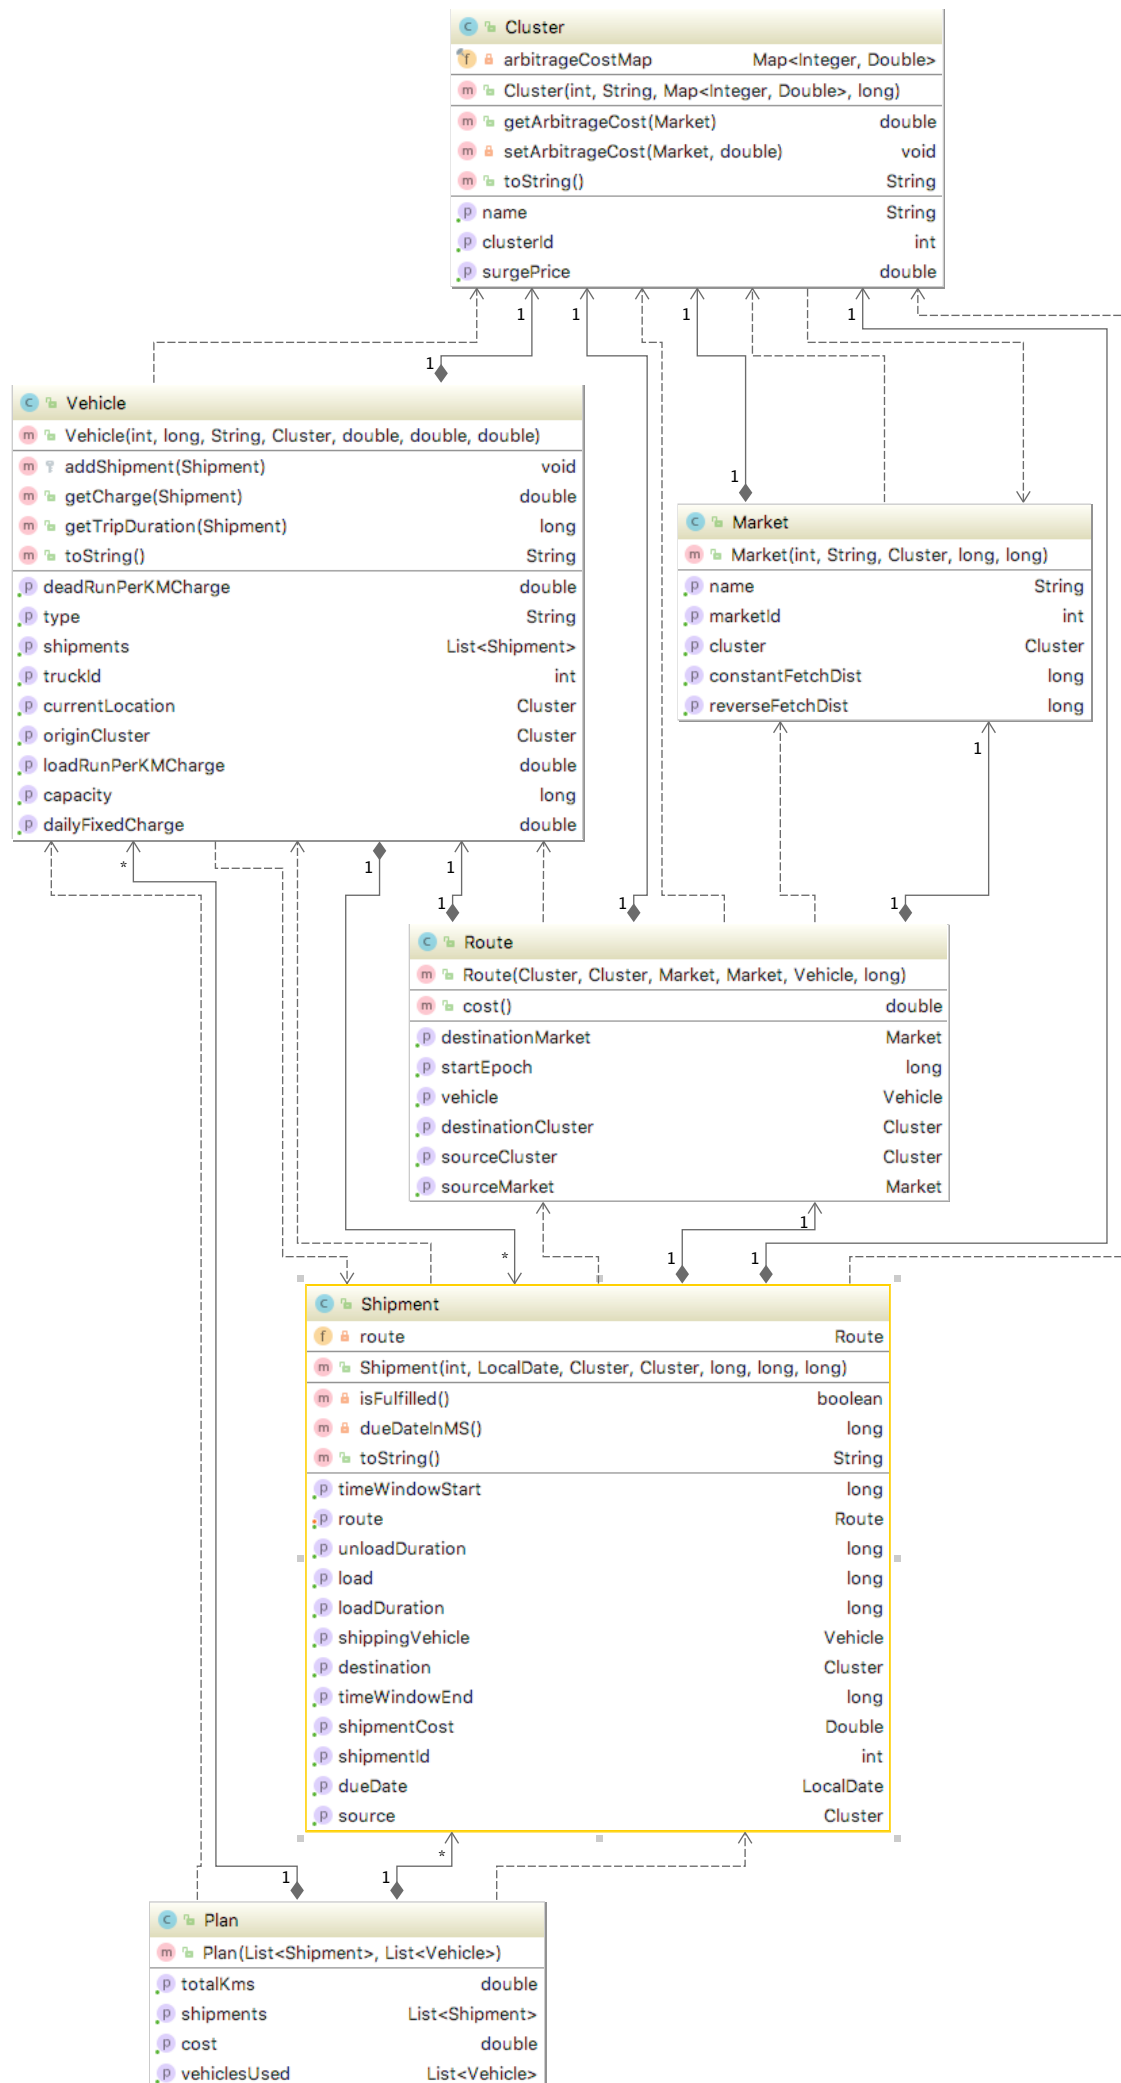 Cluster
arbitrageCostMap Map<Integer, Double>
Cluster(int, String, Map<Integer, Double>, long)
getArbitrageCost(Market) double
setArbitrageCost(Market, double) void
toString() String
name String
clusterId int
surgePrice double
1 1 1 1
1
Vehicle
Vehicle(int, long, String, Cluster, double, double, double)
addShipment(Shipment) void
getCharge(Shipment) double
getTripDuration(Shipment) long
toString() String
deadRunPerKMCharge double
type String
shipments List<Shipment>
truckId int
currentLocation Cluster
originCluster Cluster
loadRunPerKMCharge double
capacity long
dailyFixedCharge double
1
Market
Market(int, String, Cluster, long, long)
name String
marketId int
cluster Cluster
constantFetchDist long
reverseFetchDist long
1
* 1 1
1 1 1
Route
Route(Cluster, Cluster, Market, Market, Vehicle, long)
cost() double
destinationMarket Market
startEpoch long
vehicle Vehicle
destinationCluster Cluster
sourceCluster Cluster
sourceMarket Market
1
* 1 1
Shipment
route Route
Shipment(int, LocalDate, Cluster, Cluster, long, long, long)
isFulfilled() boolean
dueDateInMS() long
toString() String
timeWindowStart long
route Route
unloadDuration long
load long
loadDuration long
shippingVehicle Vehicle
destination Cluster
timeWindowEnd long
shipmentCost Double
shipmentId int
dueDate LocalDate
source Cluster
*
1 1
Plan
Plan(List<Shipment>, List<Vehicle>)
totalKms double
shipments List<Shipment>
cost double
vehiclesUsed List<Vehicle>